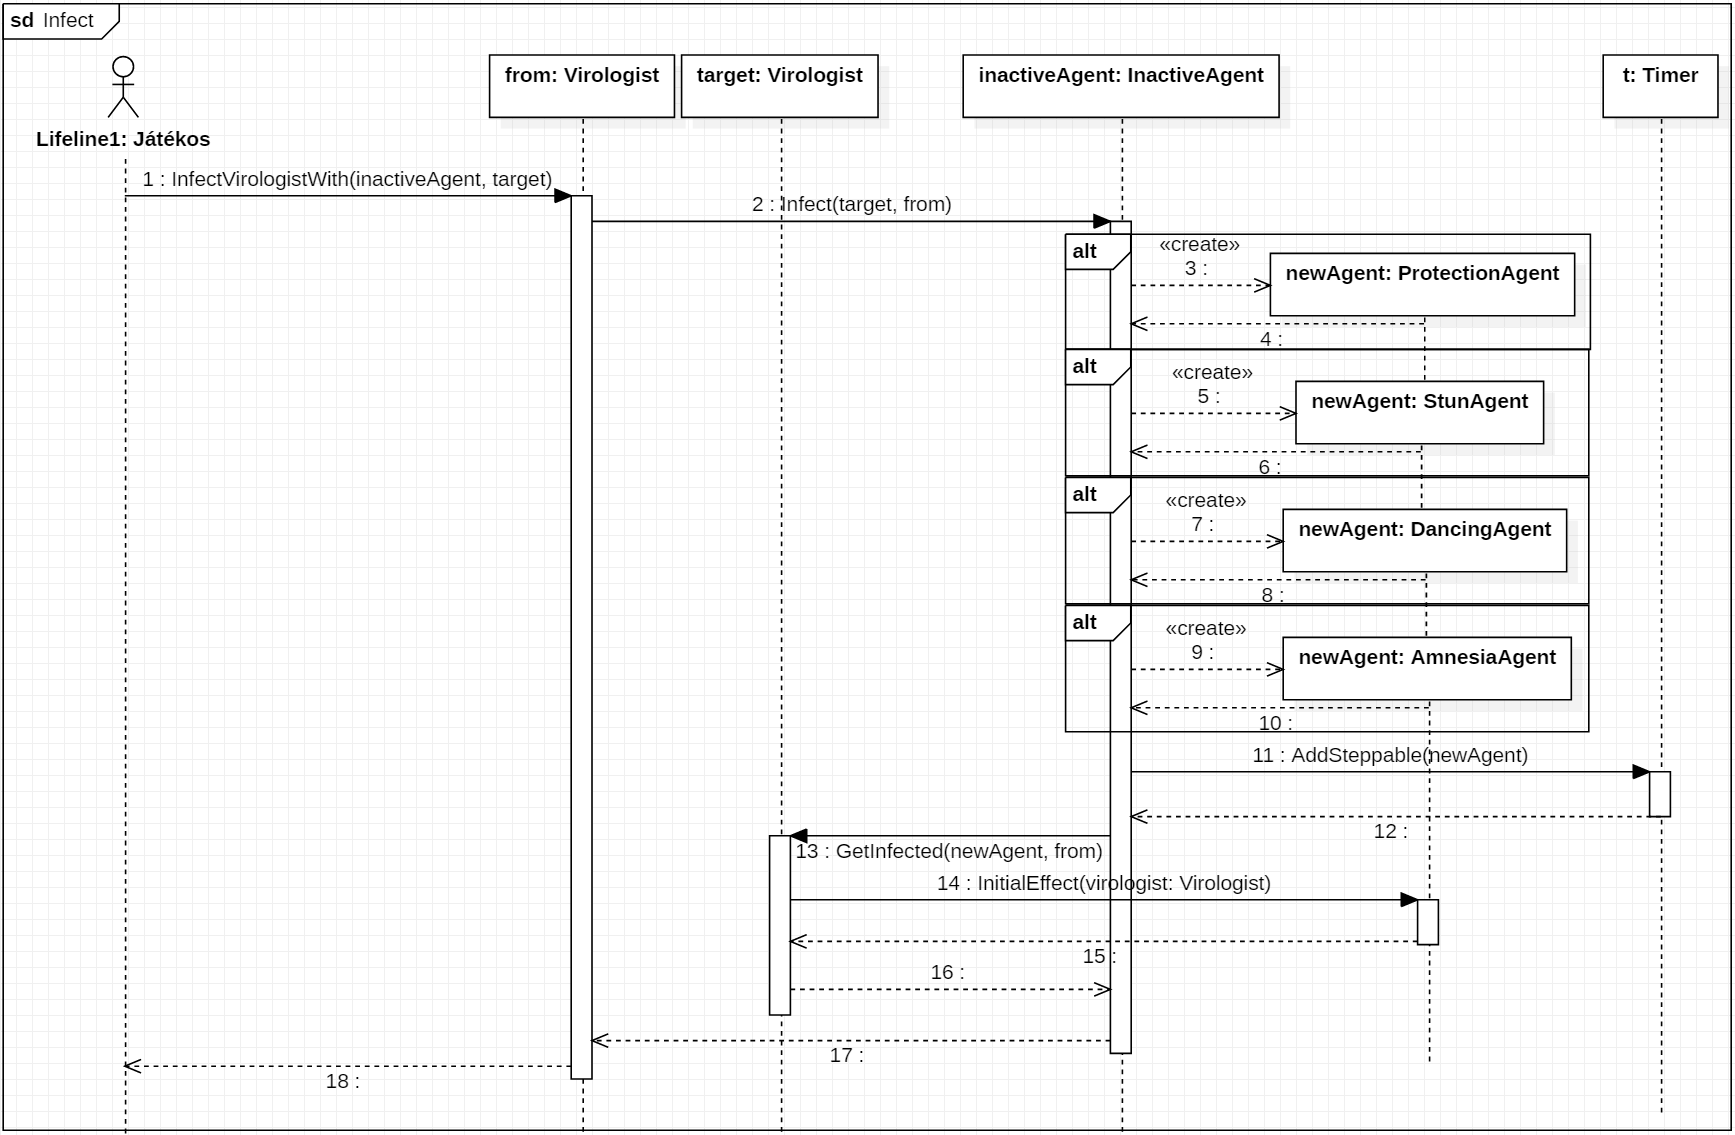 sd Infect
Lifeline1: Játékos
from: Virologist
target: Virologist
inactiveAgent: InactiveAgent
t: Timer
1 : InfectVirologistWith(inactiveAgent, target)
2 : Infect(target, from)
alt
«create»
3 :
newAgent: ProtectionAgent
4 :
alt
«create»
5 :
newAgent: StunAgent
6 :
alt
«create»
7 :
newAgent: DancingAgent
8 :
alt
«create»
9 :
newAgent: AmnesiaAgent
10 :
11 : AddSteppable(newAgent)
12 :
13 : GetInfected(newAgent, from)
14 : InitialEffect(virologist: Virologist)
15 :
16 :
17 :
18 :